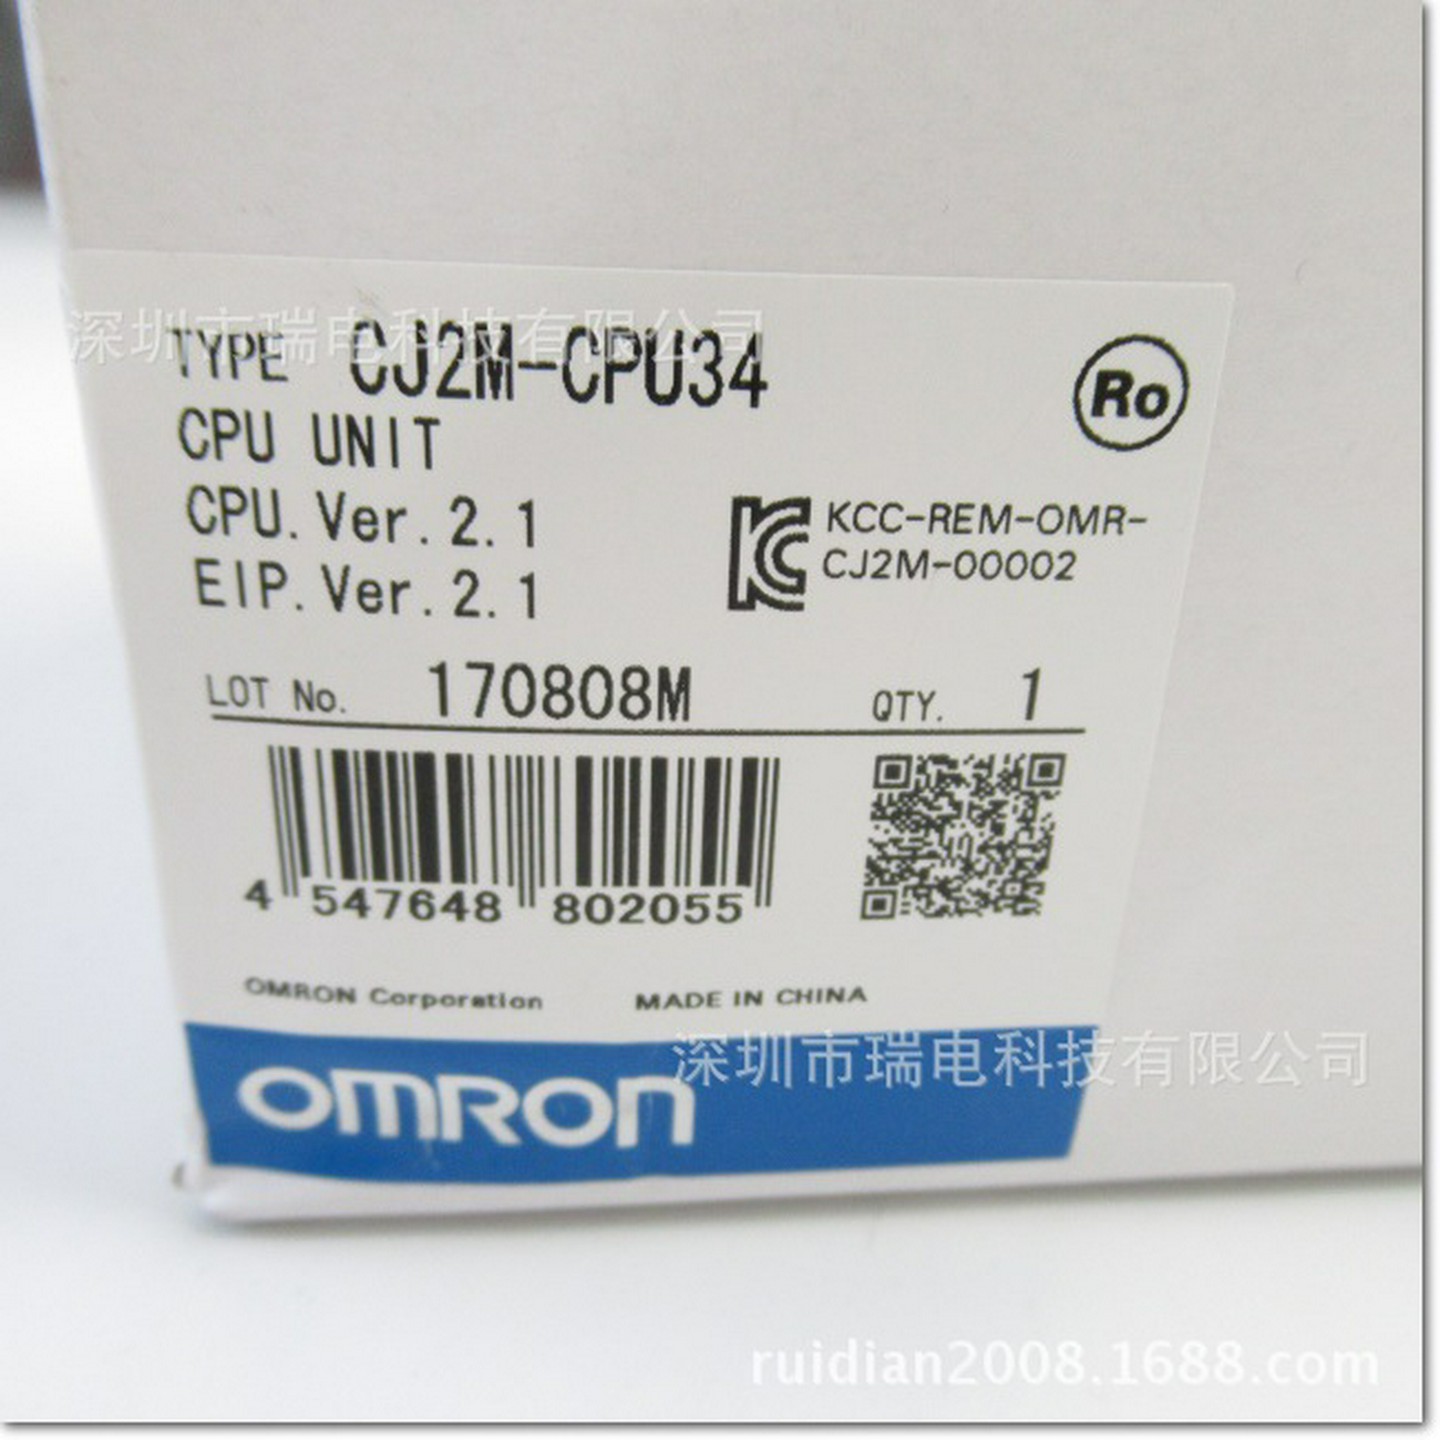 深圳市瑞电科技有限公司
TYPE CJ2M-CPU34
Ro
CPU UNIT
CPU.Ver.2.1
EIP.Ver.2.1
KCC-REM-OMR-
CJ2M-00002
LOT No. 170808M QTY. 1
4 547648 802055
OMRON Corporation MADE IN CHINA
深圳市瑞电科技有限公司
OMRON
ruidian2008.1688.com